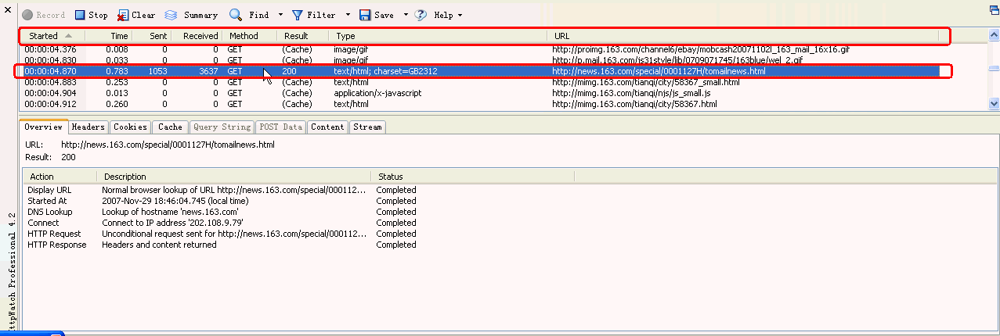 Record Stop Clear Summary Find Filter Save Help
Started Time Sent Received Method Result Type URL
00:00:04.376 0.008 0 0 GET (Cache) image/gif http://proimg.163.com/channel6/ebay/mobcash20071102l_163_mail_16x16.gif
00:00:04.830 0.033 0 0 GET (Cache) image/gif http://p.mail.163.com/js31style/lib/0709071745/163blue/wel_2.gif
00:00:04.870 0.783 1053 3637 GET 200 text/html; charset=GB2312 http://news.163.com/special/0001127H/tomailnews.html
00:00:04.883 0.253 0 0 GET (Cache) text/html http://mimg.163.com/tianqi/city/58367_small.html
00:00:04.904 0.013 0 0 GET (Cache) application/x-javascript http://mimg.163.com/tianqi/njs/js_small.js
00:00:04.912 0.260 0 0 GET (Cache) text/html http://mimg.163.com/tianqi/city/58367.html
Overview Headers Cookies Cache Query String POST Data Content Stream
URL: http://news.163.com/special/0001127H/tomailnews.html
Result: 200
Action Description Status
Display URL Normal browser lookup of URL http://news.163.com/special/000112... Completed
Started At 2007-Nov-29 18:46:04.745 (local time) Completed
DNS Lookup Lookup of hostname 'news.163.com' Completed
Connect Connect to IP address '202.108.9.79' Completed
HTTP Request Unconditional request sent for http://news.163.com/special/000112... Completed
HTTP Response Headers and content returned Completed
HttpWatch Professional 4.2